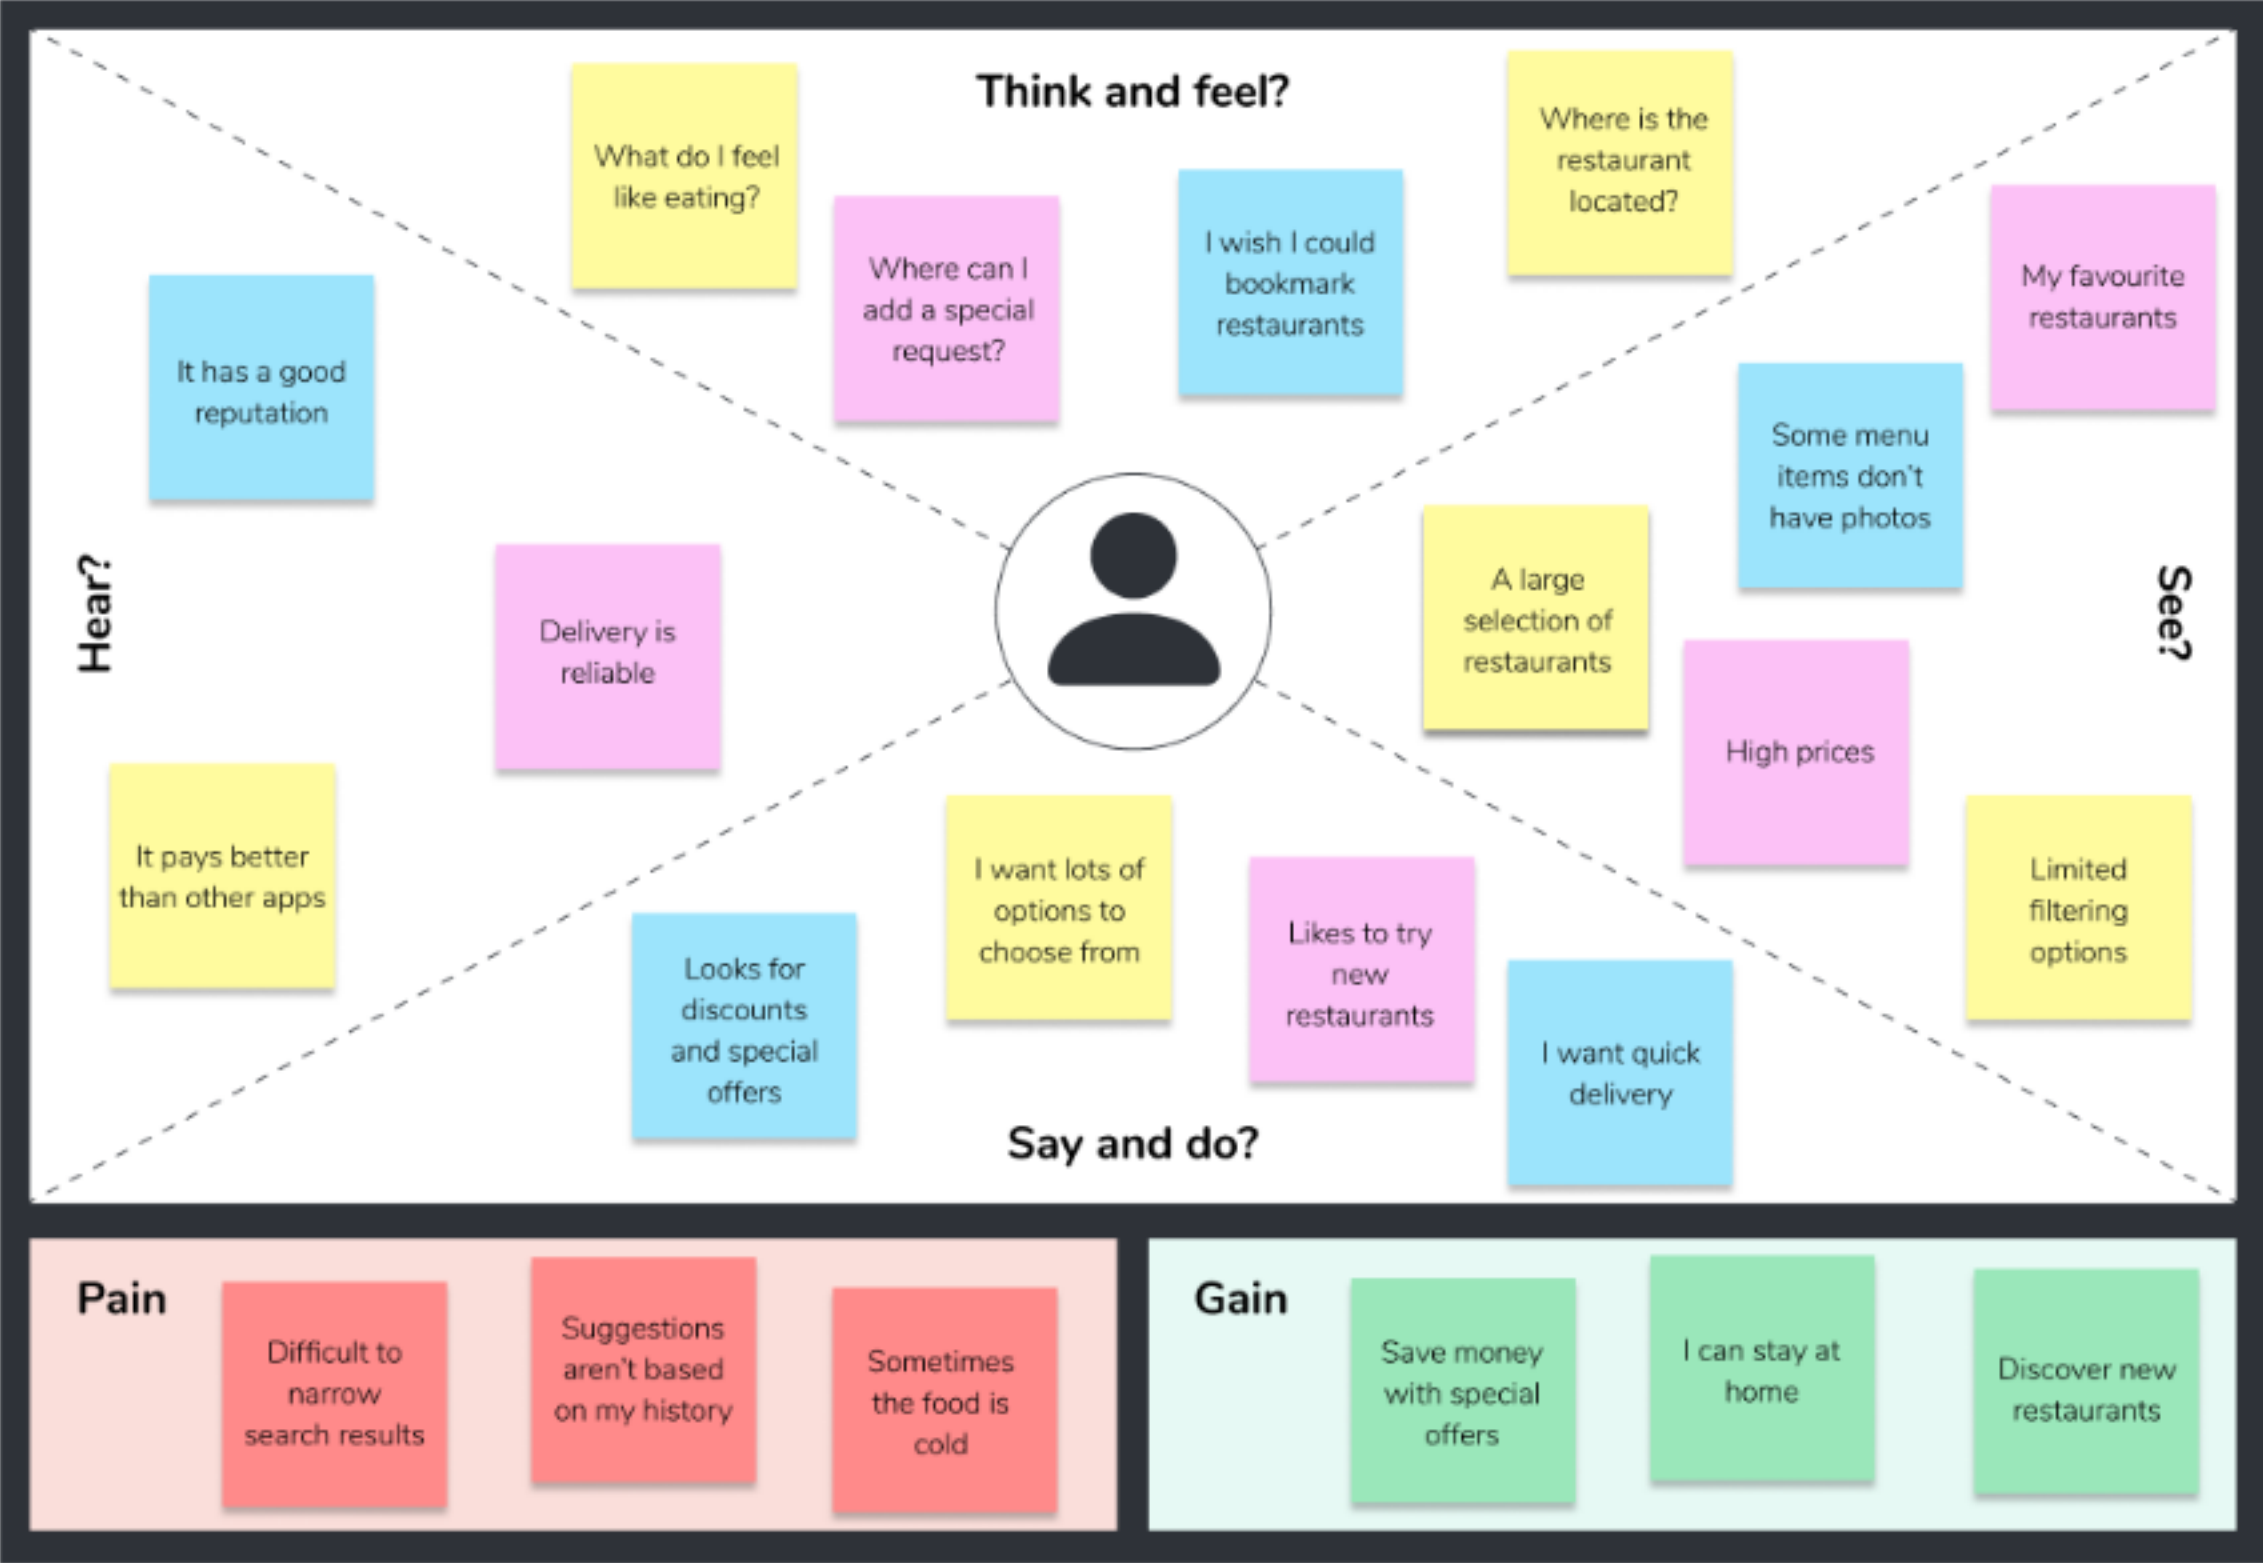 Think and feel?
What do I feel
like eating?
Where can I
add a special
request?
I wish I could
bookmark
restaurants
Where is the
restaurant
located?
Hear?
It has a good
reputation
Delivery is
reliable
It pays better
than other apps
See?
My favourite
restaurants
Some menu
items don't
have photos
A large
selection of
restaurants
High prices
Limited
filtering
options
Say and do?
Looks for
discounts
and special
offers
I want lots of
options to
choose from
Likes to try
new
restaurants
I want quick
delivery
Pain
Difficult to
narrow
search results
Suggestions
aren't based
on my history
Sometimes
the food is
cold
Gain
Save money
with special
offers
I can stay at
home
Discover new
restaurants